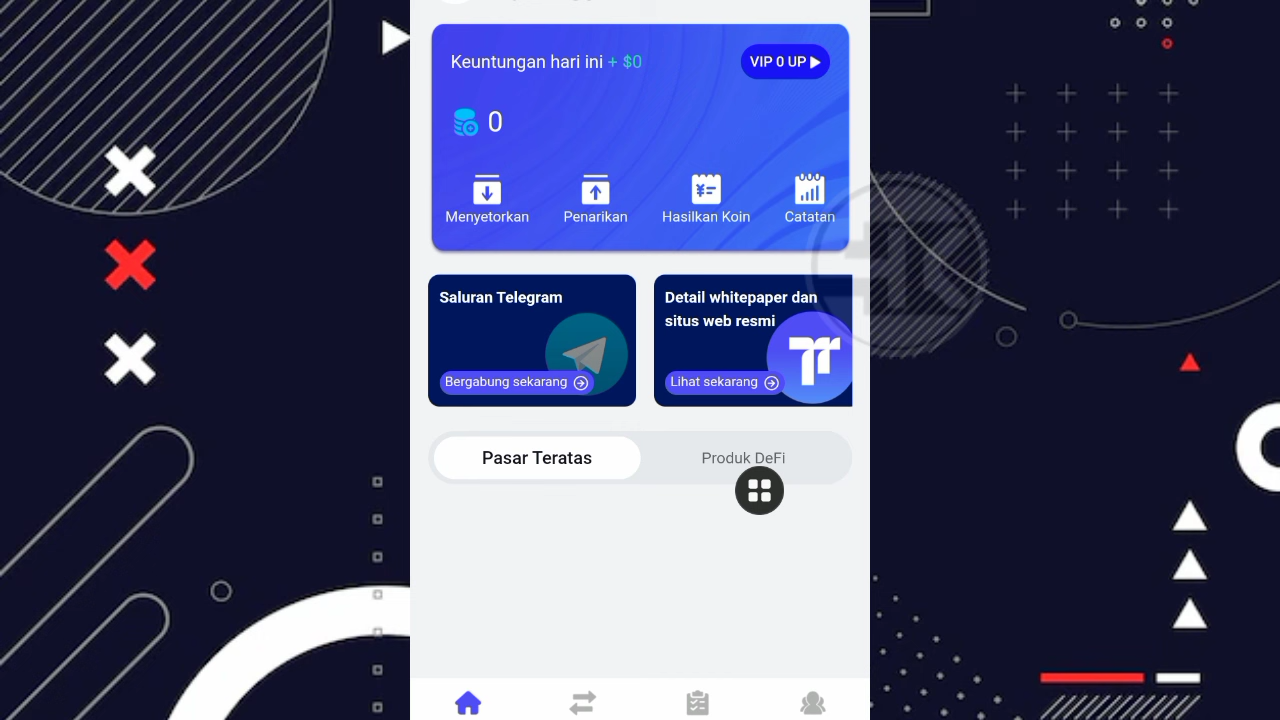 Keuntungan hari ini + $0
VIP 0 UP
0
Menyetorkan
Penarikan
Hasilkan Koin
Catatan
Saluran Telegram
Bergabung sekarang
Detail whitepaper dan
situs web resmi
Lihat sekarang
Pasar Teratas
Produk DeFi